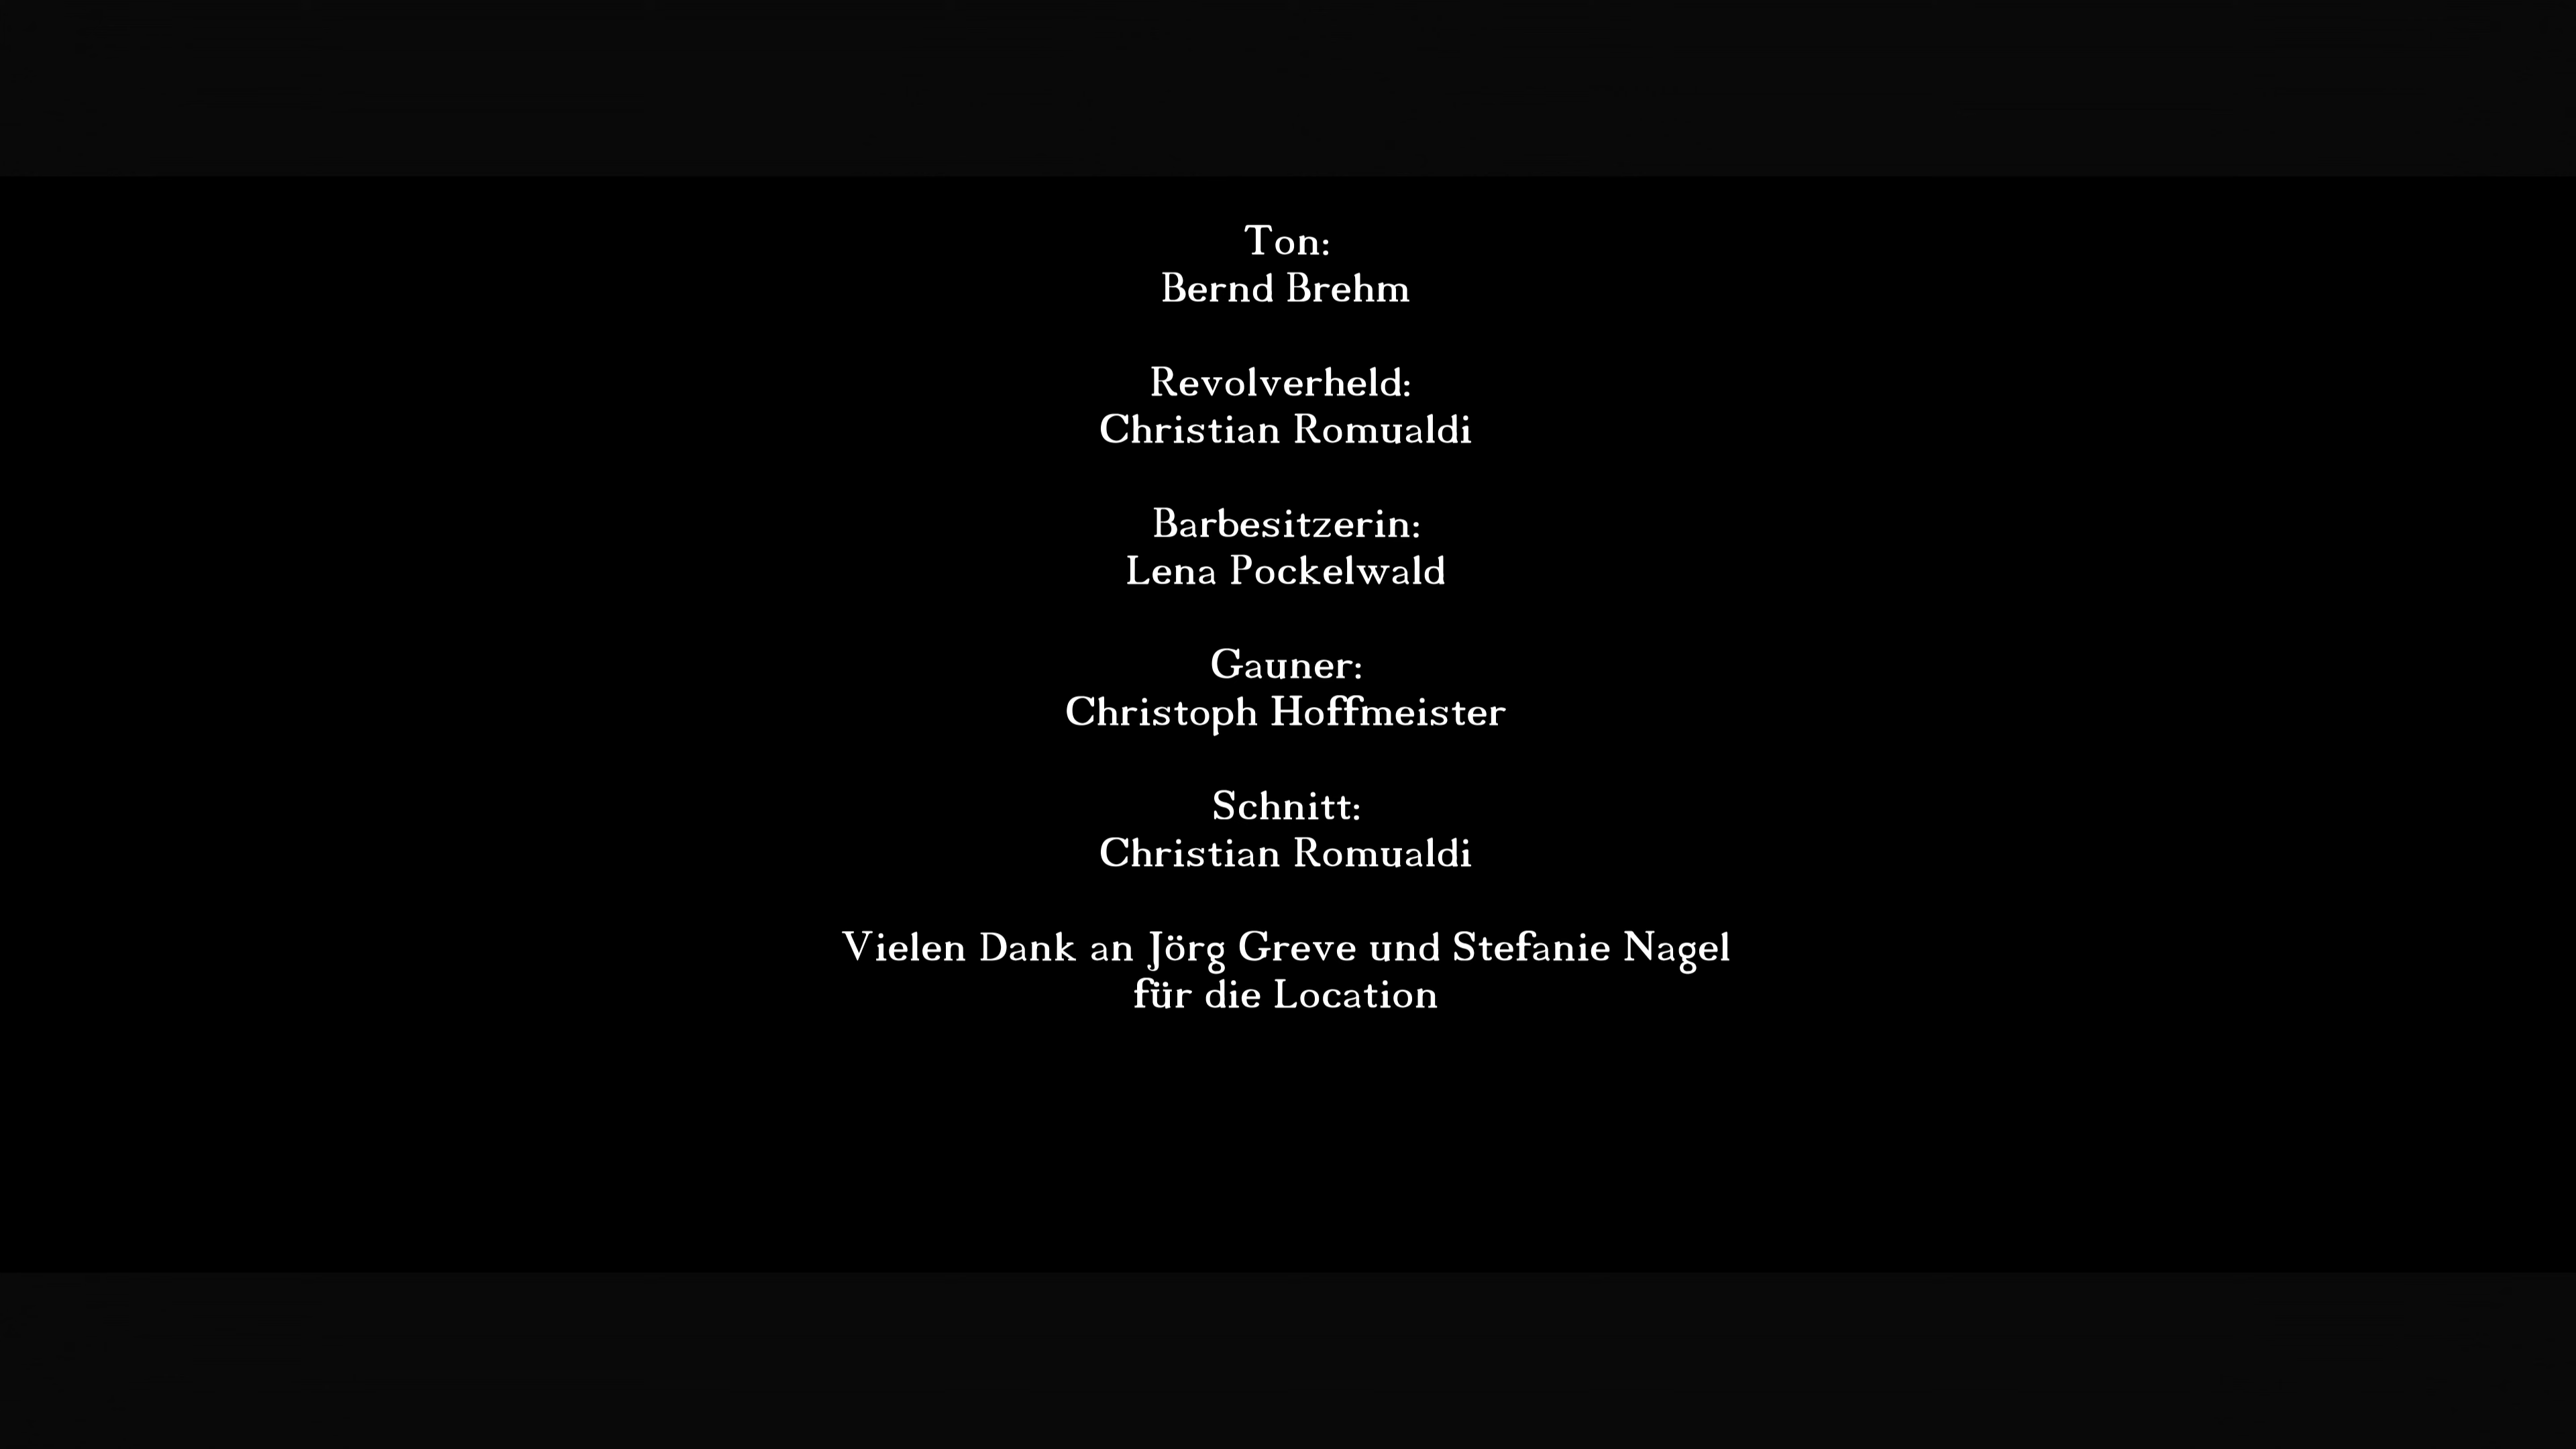 Ton:
Bernd Brehm
Revolverheld:
Christian Romualdi
Barbesitzerin:
Lena Pockelwald
Gauner:
Christoph Hoffmeister
Schnitt:
Christian Romualdi
Vielen Dank an Jörg Greve und Stefanie Nagel
für die Location